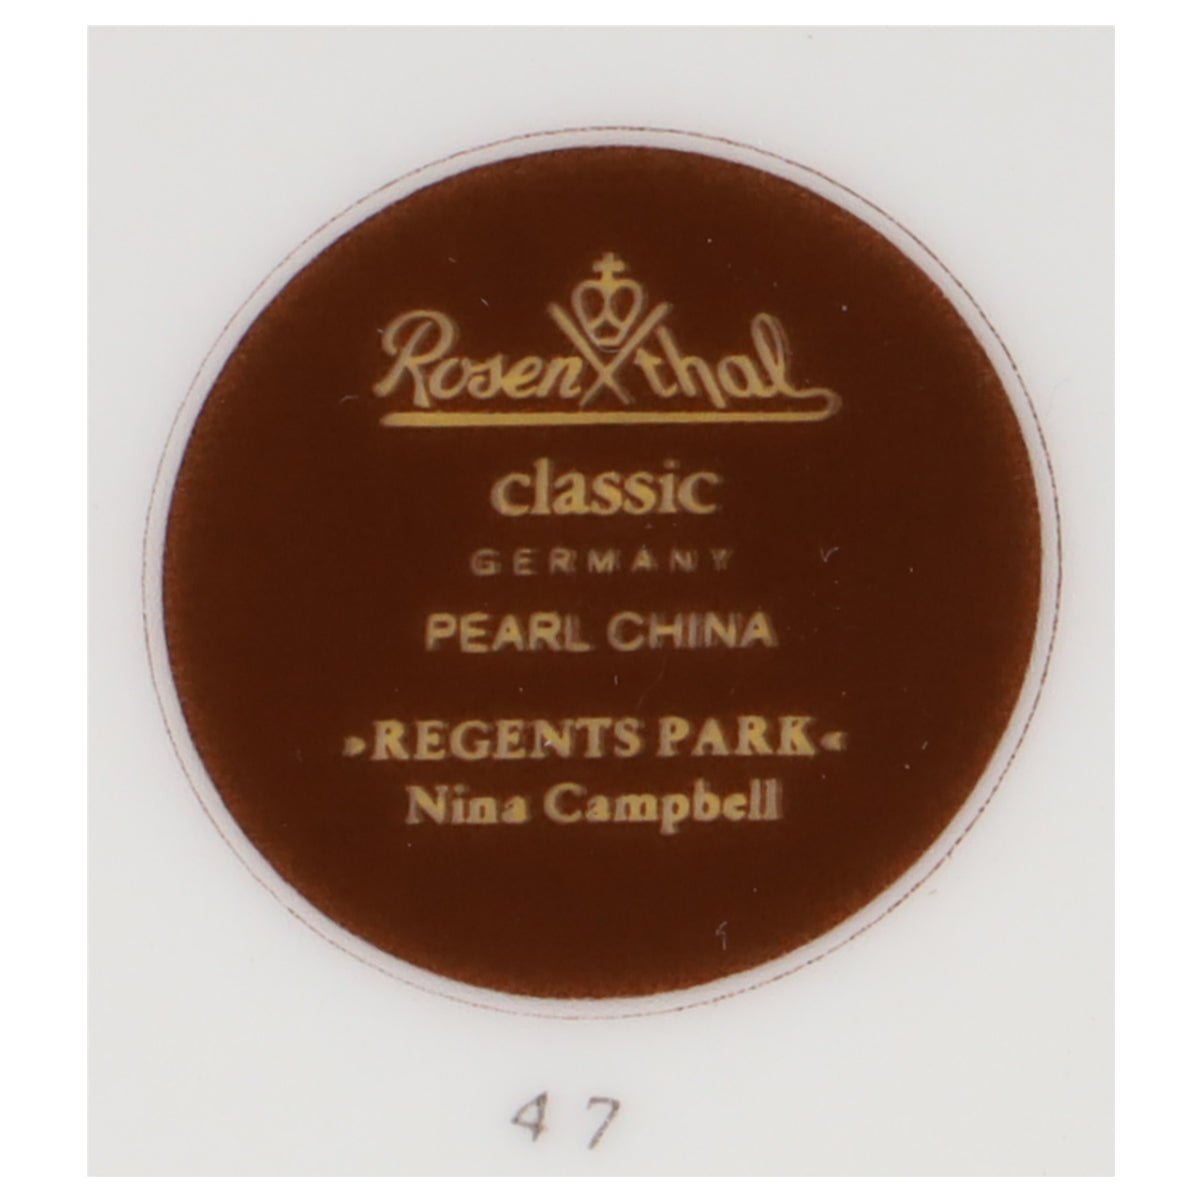 Rosenthal
classic
GERMANY
PEARL CHINA
»REGENTS PARK«
Nina Campbell
47